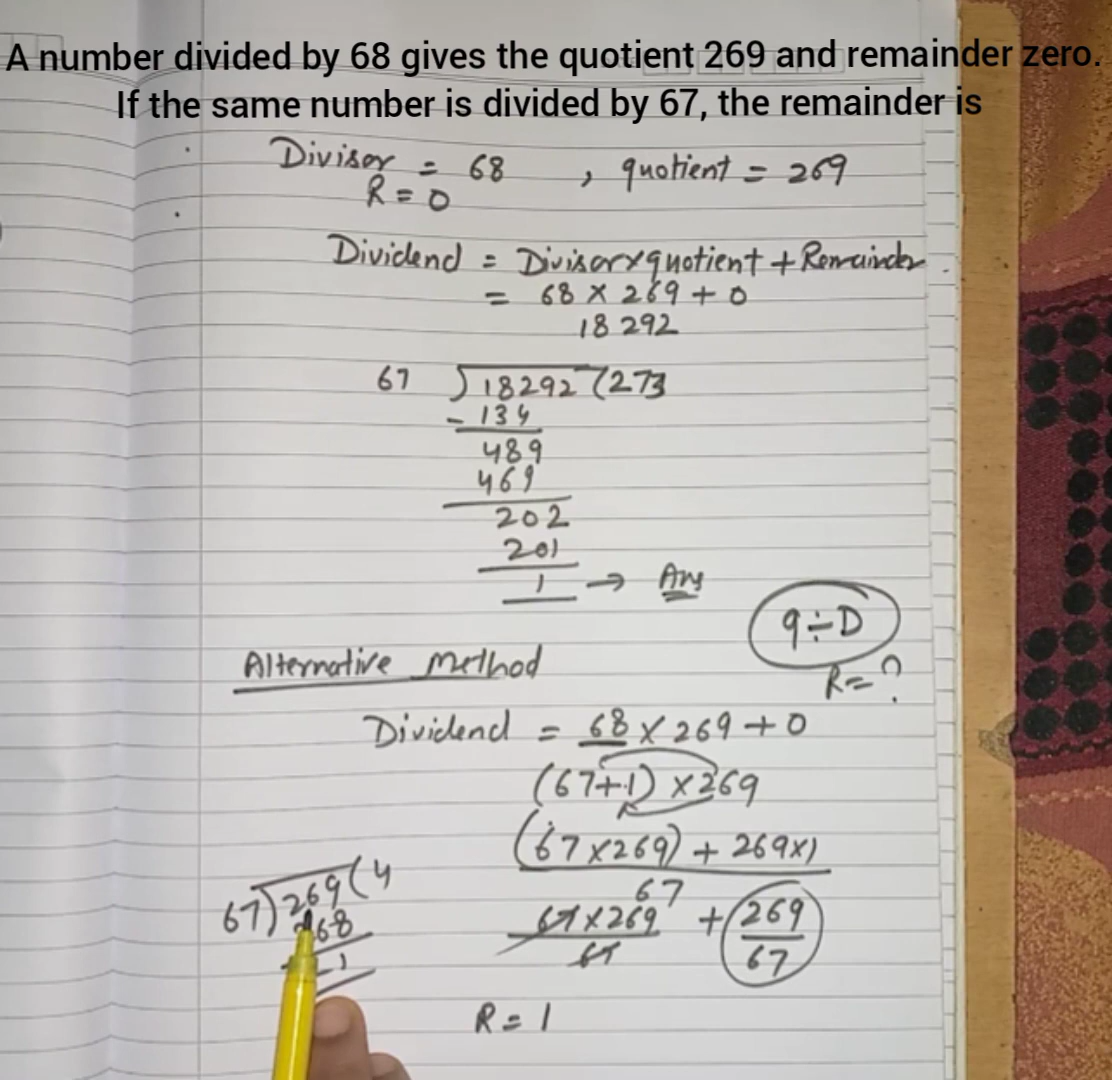 A number divided by 68 gives the quotient 269 and remainder zero.
If the same number is divided by 67, the remainder is
Divisor = 68 , quotient = 269
R = 0
Dividend = Divisor x quotient + Remainder
= 68 x 269 + 0
18292
67 ) 18292 ( 273
- 134
489
469
202
201
1 → Ans
q ÷ D
R = ?
Alternative Method
Dividend = 68 x 269 + 0
(67+1) x 269
(67 x 269) + 269x1
67
67 x 269 / 67 + 269 / 67
67 ) 269 ( 4
268
1
R = 1